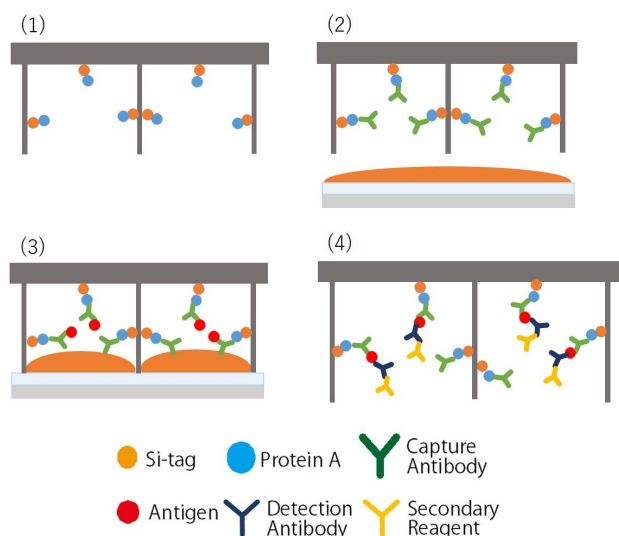 (1)
(2)
(3)
(4)
Si-tag
Protein A
Capture
Antibody
Antigen
Detection
Antibody
Secondary
Reagent